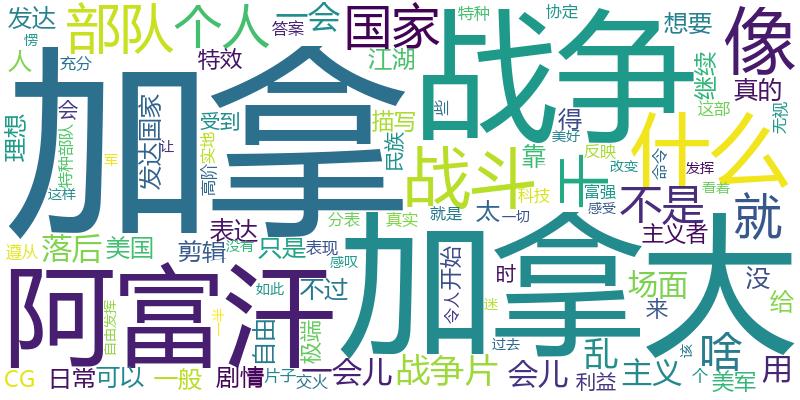 发达 部队 个人 一会 国家 特种 协定 想要 像
愣 答案
人 充分 加拿 特效 江湖 战争 继续 真的
理想 会 些 这部 无视
特种部队 发达国家 让 受到 描写 得 什么
军 高阶 实地 民族 战斗 靠 士 美好 反映 命令
这样 科技 改变 发挥 看着
富强 感受 不是 就
分表 真实 就是 太 一切
遵从 落后 美国 表达 剪辑 没有 只是 表现 加拿大 主义者
阿富汗 感叹 令人 开始 时 场面 没
自由发挥 斗 如此 不过 迷 来 给
自由 极端 过去 该 乱 啥
CG 日常 可以 一般 剧情 片子 交火 一会儿 战争片 会儿 利益 主义 个 美军 用